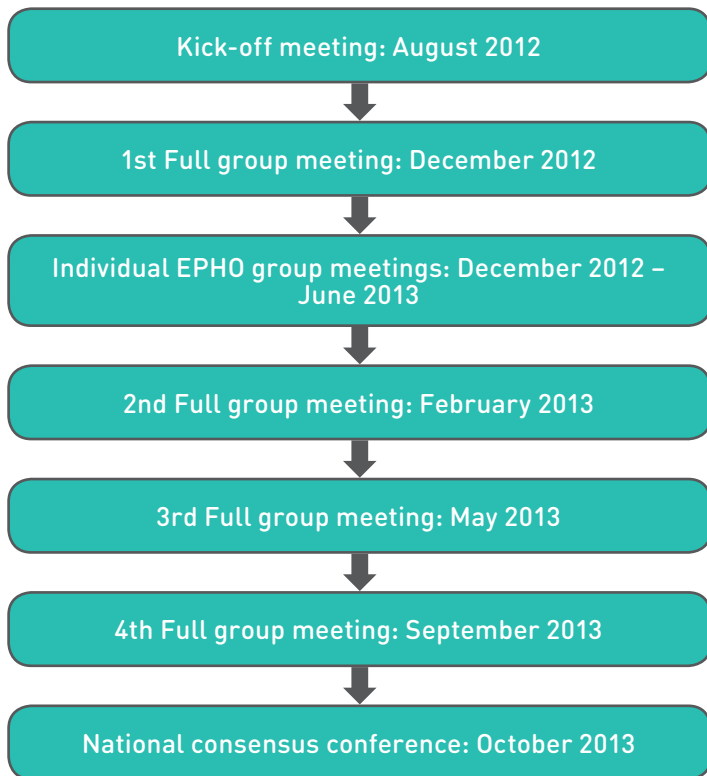 Kick-off meeting: August 2012
1st Full group meeting: December 2012
Individual EPHO group meetings: December 2012 –
June 2013
2nd Full group meeting: February 2013
3rd Full group meeting: May 2013
4th Full group meeting: September 2013
National consensus conference: October 2013